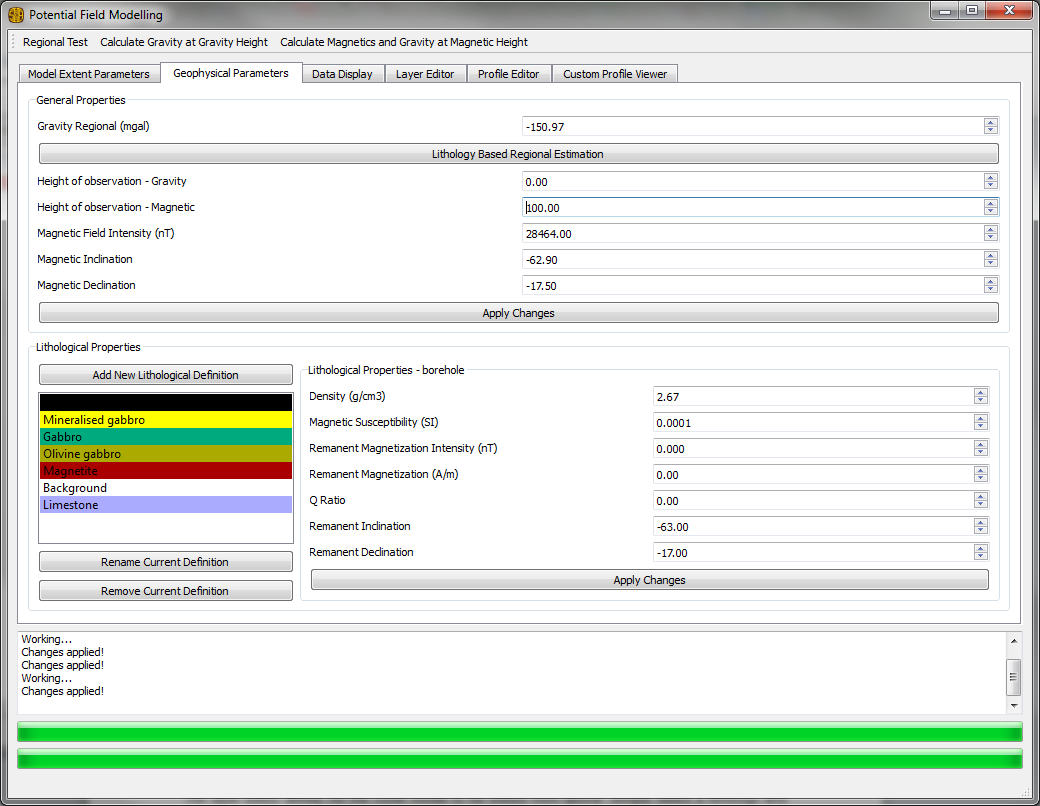 Potential Field Modelling
Regional Test Calculate Gravity at Gravity Height Calculate Magnetics and Gravity at Magnetic Height
Model Extent Parameters Geophysical Parameters Data Display Layer Editor Profile Editor Custom Profile Viewer
General Properties
Gravity Regional (mgal) -150.97
Lithology Based Regional Estimation
Height of observation - Gravity 0.00
Height of observation - Magnetic 100.00
Magnetic Field Intensity (nT) 28464.00
Magnetic Inclination -62.90
Magnetic Declination -17.50
Apply Changes
Lithological Properties
Add New Lithological Definition
Mineralised gabbro
Gabbro
Olivine gabbro
Magnetite
Background
Limestone
Rename Current Definition
Remove Current Definition
Lithological Properties - borehole
Density (g/cm3) 2.67
Magnetic Susceptibility (SI) 0.0001
Remanant Magnetization Intensity (nT) 0.000
Remanent Magnetization (A/m) 0.00
Q Ratio 0.00
Remanent Inclination -63.00
Remanent Declination -17.00
Apply Changes
Working...
Changes applied!
Changes applied!
Working...
Changes applied!